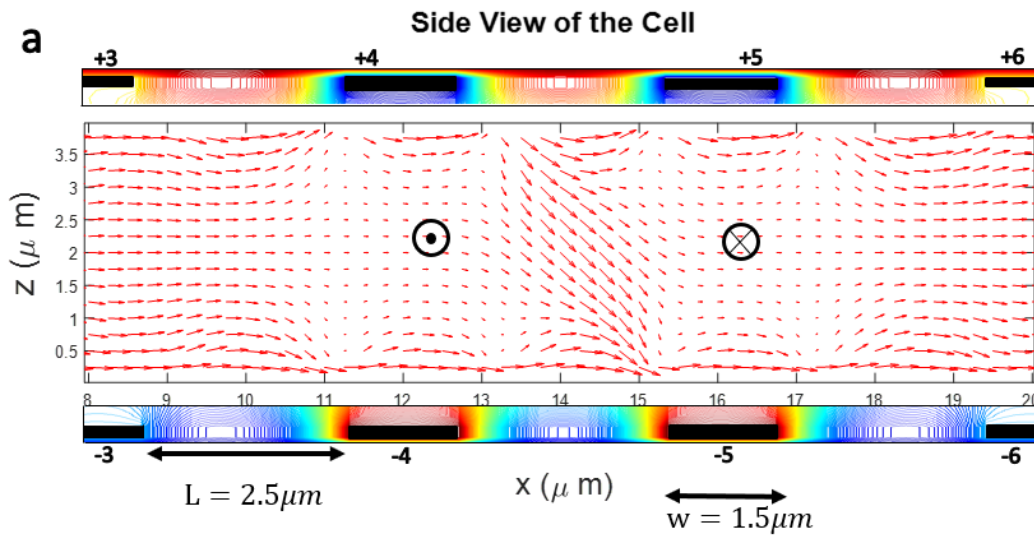 Side View of the Cell
a
+3 +4 +5 +6
3.5
3
2.5
2
1.5
1
0.5
z (μ m)
8 9 10 11 12 13 14 15 16 17 18 19 20
-3 -4 -5 -6
L = 2.5μm
x (μ m)
w = 1.5μm